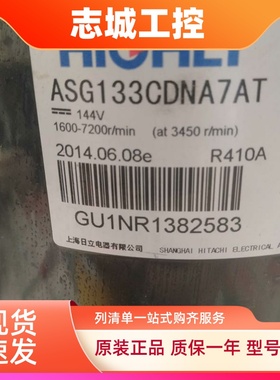 志城工控
HIGHLY
ASG133CDNA7AT
144V
1600-7200r/min (at 3450 r/min)
2014.06.08e R410A
GU1NR1382583
上海日立电器有限公司
SHANGHAI HITACHI ELECTRICAL A
现货
速发
列清单一站式购齐服务
原装正品 质保一年